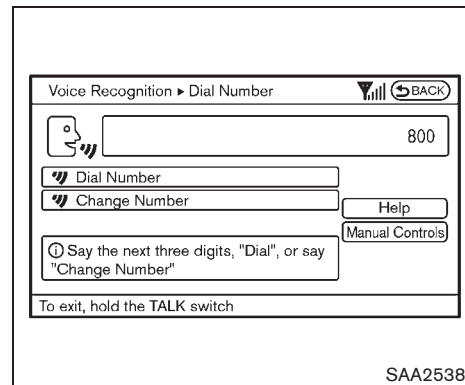 Voice Recognition ▸ Dial Number BACK
800
Dial Number
Change Number
Help
Manual Controls
Say the next three digits, "Dial", or say
"Change Number"
To exit, hold the TALK switch
SAA2538